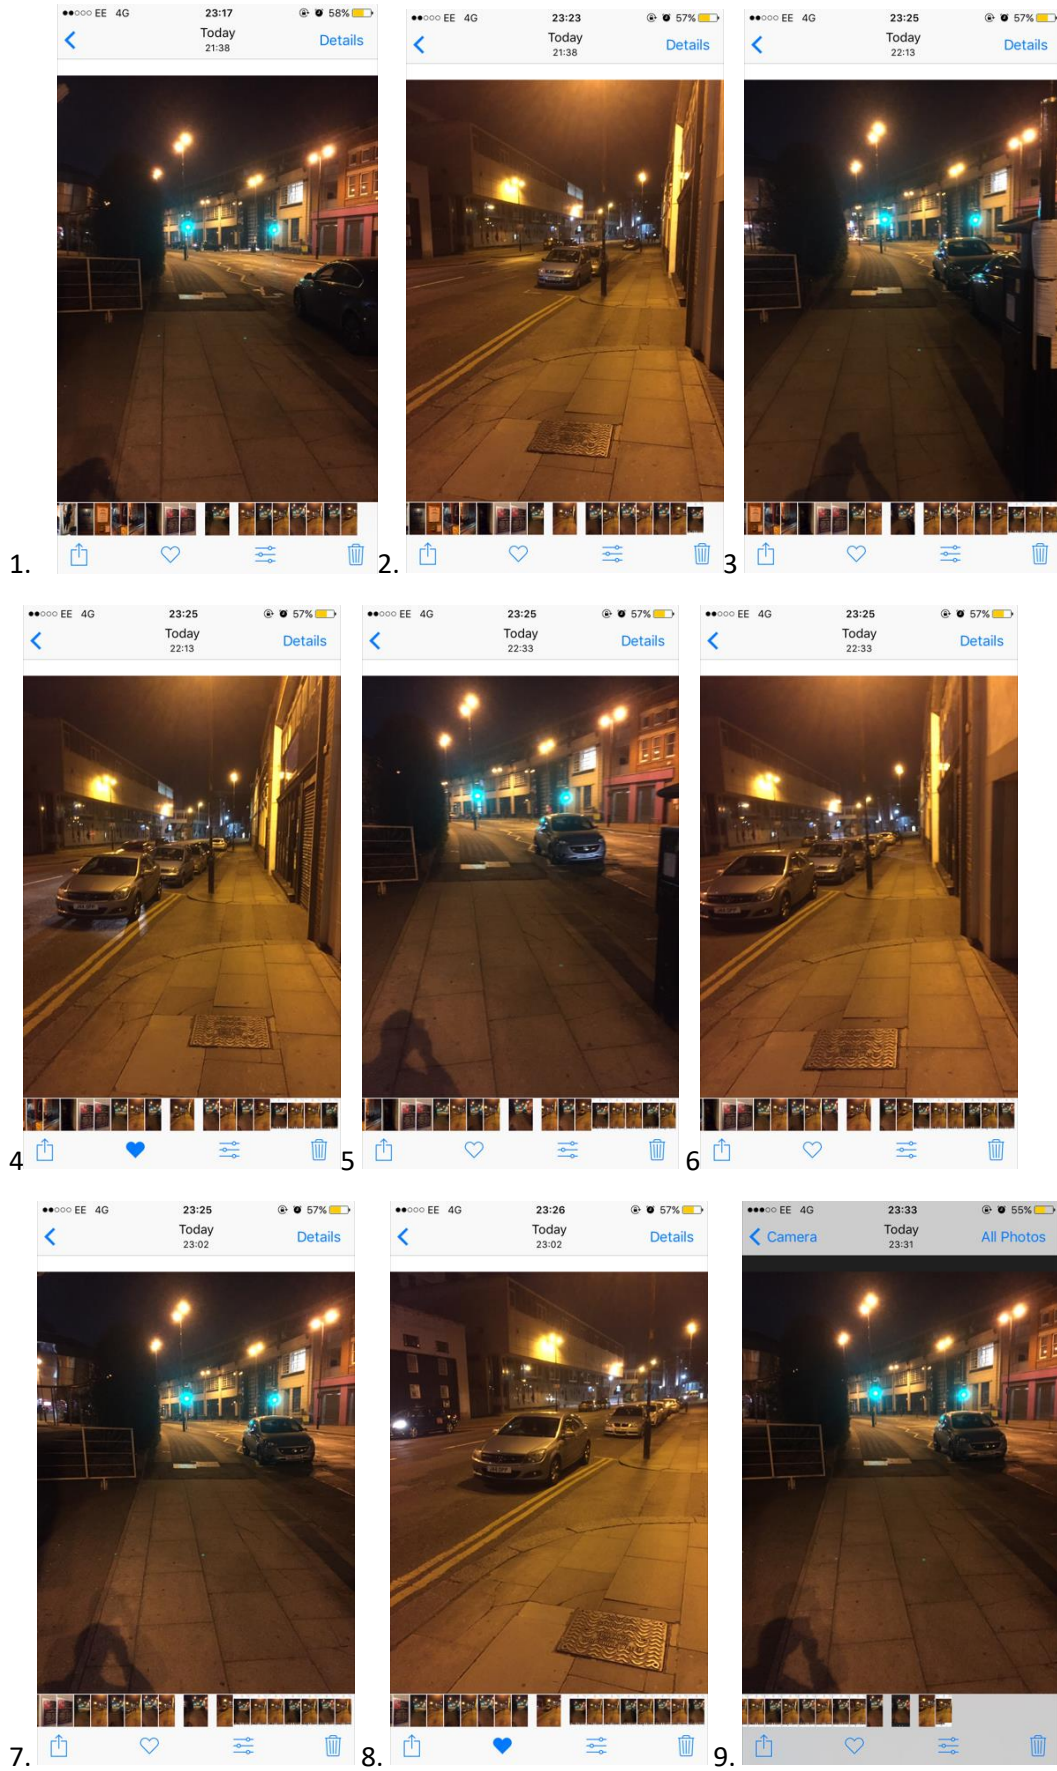 ●●○○○ EE 4G 23:17 58%
Today
21:38
Details
1.
●●○○○ EE 4G 23:23 57%
Today
21:38
Details
2.
●●○○○ EE 4G 23:25 57%
Today
22:13
Details
3
●●○○○ EE 4G 23:25 57%
Today
22:13
Details
4
●●○○○ EE 4G 23:25 57%
Today
22:33
Details
5
●●○○○ EE 4G 23:25 57%
Today
22:33
Details
6
●●○○○ EE 4G 23:25 57%
Today
23:02
Details
7.
●●○○○ EE 4G 23:26 57%
Today
23:02
Details
8.
●●●○○ EE 4G 23:33 55%
Camera
Today
23:31
All Photos
9.